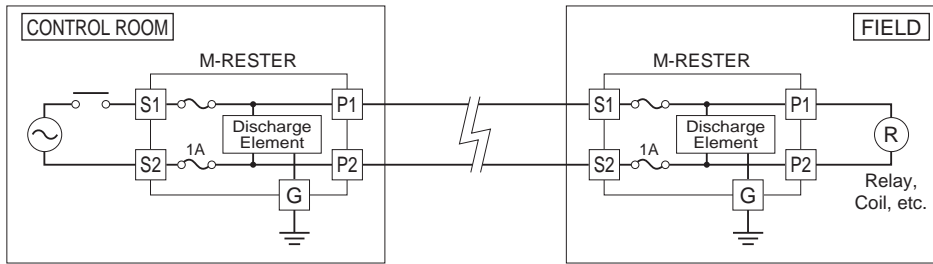 CONTROL ROOM
M-RESTER
S1
P1
Discharge
Element
1A
S2
P2
G
FIELD
M-RESTER
S1
P1
Discharge
Element
1A
S2
P2
G
R
Relay,
Coil, etc.